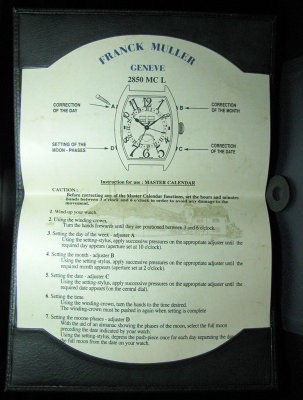 FRANCK MULLER
GENEVE
2850 MC L
CORRECTION
OF THE DAY
A
B
CORRECTION
OF THE MONTH
SETTING OF THE
MOON - PHASES
D
C
CORRECTION
OF THE DATE
Instruction for use : MASTER CALENDAR
CAUTION :
Before correcting any of the Master Calendar functions, set the hours and minutes
hands between 3 o'clock and 6 o'clock in order to avoid any damage to the
movement.
1. Wind-up your watch.
2. Using the winding-crown,
Turn the hands forward until they are positioned between 3 and 6 o'clock.
3. Setting the day of the week - adjuster A
Using the setting-stylus, apply successive pressures on the appropriate adjuster until the
required day appears (aperture set at 10 o'clock).
4. Setting the month - adjuster B
Using the setting-stylus, apply successive pressures on the appropriate adjuster until the
required month appears (aperture set at 2 o'clock).
5. Setting the date - adjuster C
Using the setting-stylus, apply successive pressures on the appropriate adjuster until the
required date appears (on the central dial).
6. Setting the time.
Using the winding-crown, turn the hands to the time desired.
The winding-crown must be pushed in again when setting is complete
7. Setting the moone-phases - adjuster D
With the aid of an almanac showing the phases of the moon, select the full moon
preceding the date indicated by your watch.
Using the setting-stylus, depress the push-piece once for each day separating the date
the full moon from the date on your watch.